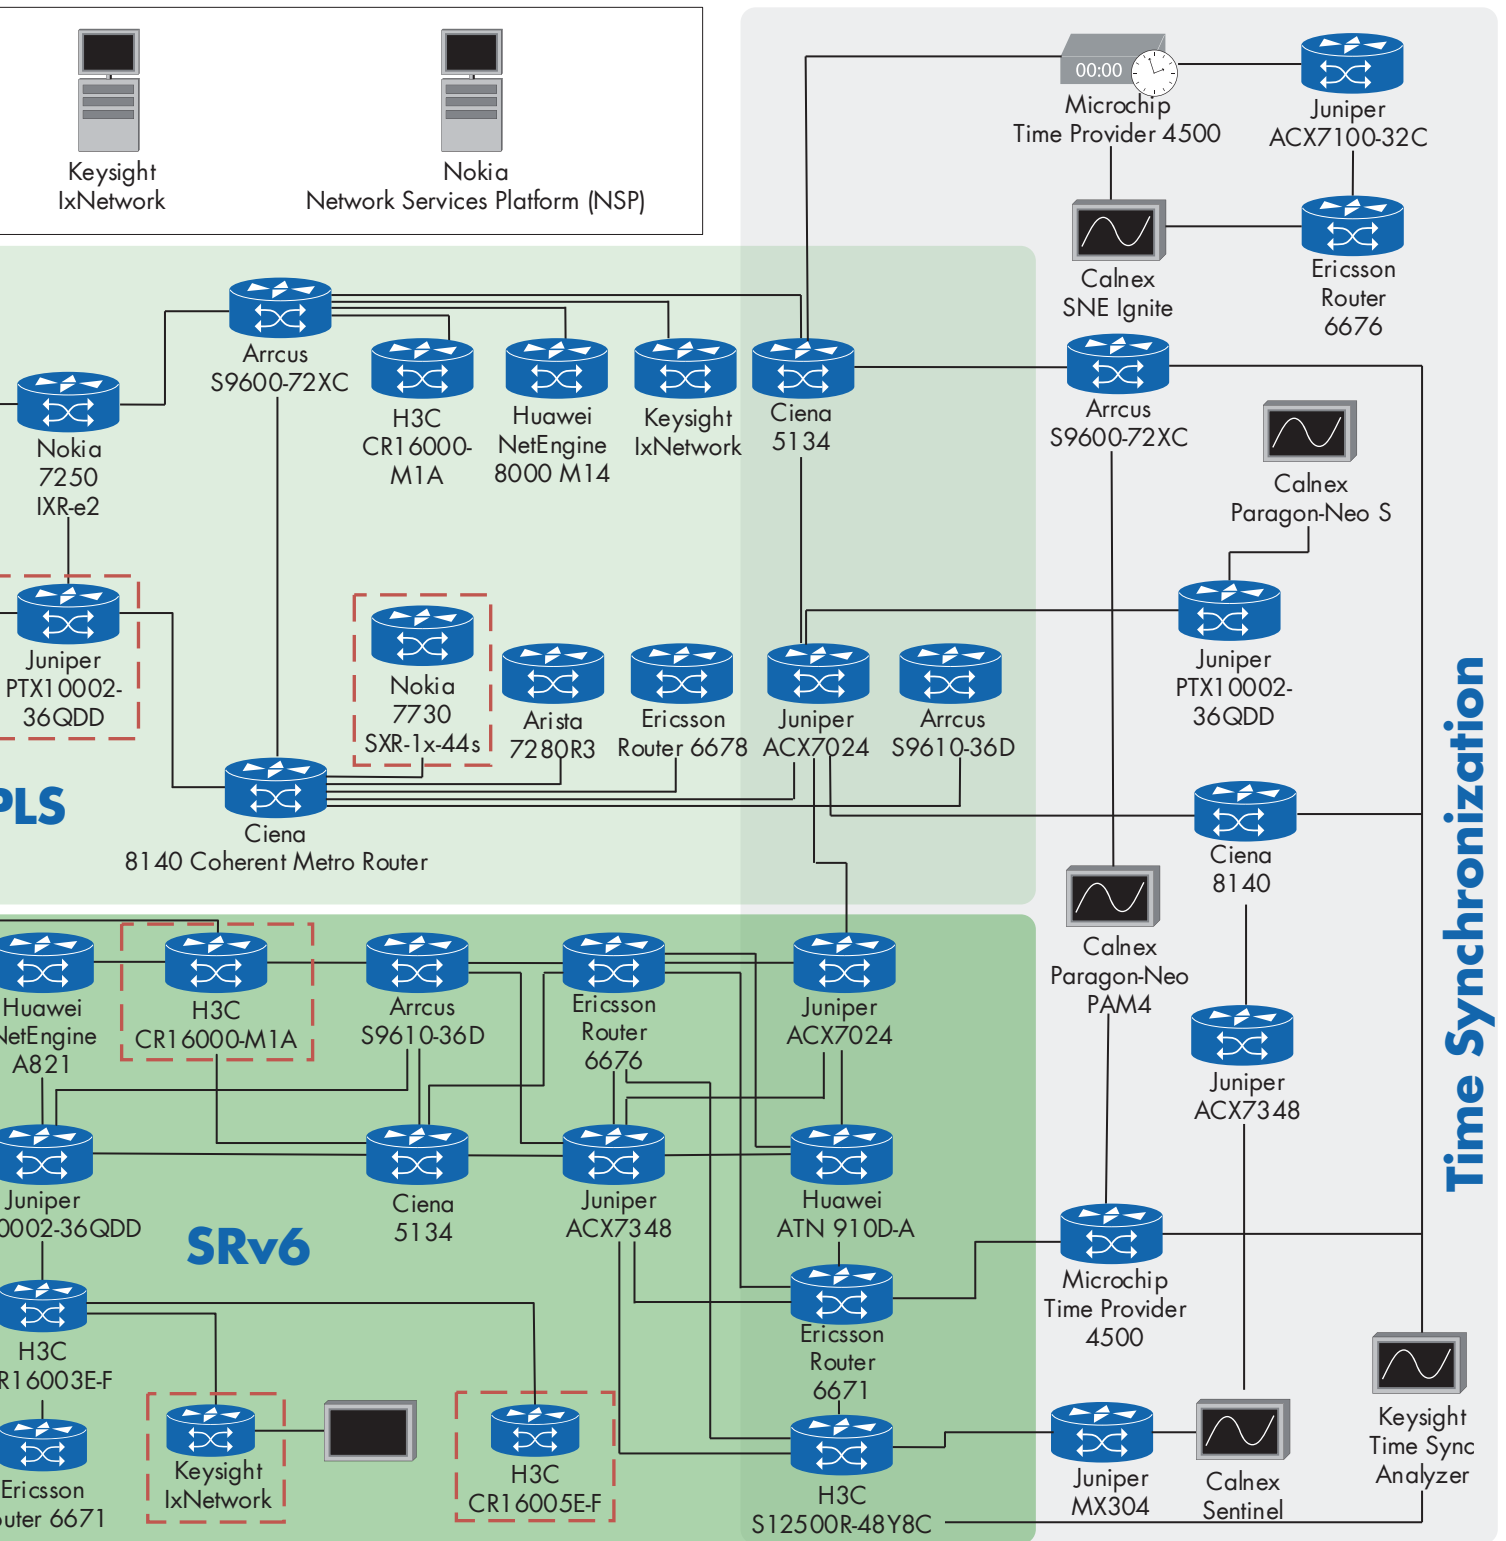 Keysight
IxNetwork
Nokia
Network Services Platform (NSP)
00:00
Microchip
Time Provider 4500
Juniper
ACX7100-32C
Calnex
SNE Ignite
Ericsson
Router
6676
Arrcus
S9600-72XC
H3C
CR16000-
M1A
Huawei
NetEngine
8000 M14
Keysight
IxNetwork
Ciena
5134
Arrcus
S9600-72XC
Nokia
7250
IXR-e2
Calnex
Paragon-Neo S
Juniper
PTX10002-
36QDD
Nokia
7730
SXR-1x-44s
Arista
7280R3
Ericsson
Router 6678
Juniper
ACX7024
Arrcus
S9610-36D
Juniper
PTX10002-
36QDD
Time Synchronization
PLS
Ciena
8140 Coherent Metro Router
Ciena
8140
Calnex
Paragon-Neo
PAM4
Huawei
NetEngine
A821
H3C
CR16000-M1A
Arrcus
S9610-36D
Ericsson
Router
6676
Juniper
ACX7024
Juniper
ACX7348
Juniper
0002-36QDD
SRv6
Ciena
5134
Juniper
ACX7348
Huawei
ATN 910D-A
Microchip
Time Provider
4500
H3C
R16003E-F
Ericsson
Router
6671
Ericsson
outer 6671
Keysight
IxNetwork
H3C
CR16005E-F
H3C
S12500R-48Y8C
Juniper
MX304
Calnex
Sentinel
Keysight
Time Sync
Analyzer